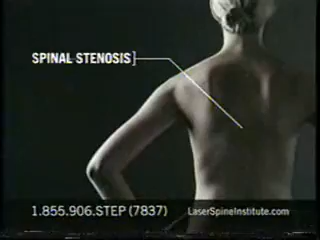 SPINAL STENOSIS
1.855.906.STEP (7837) LaserSpineInstitute.com